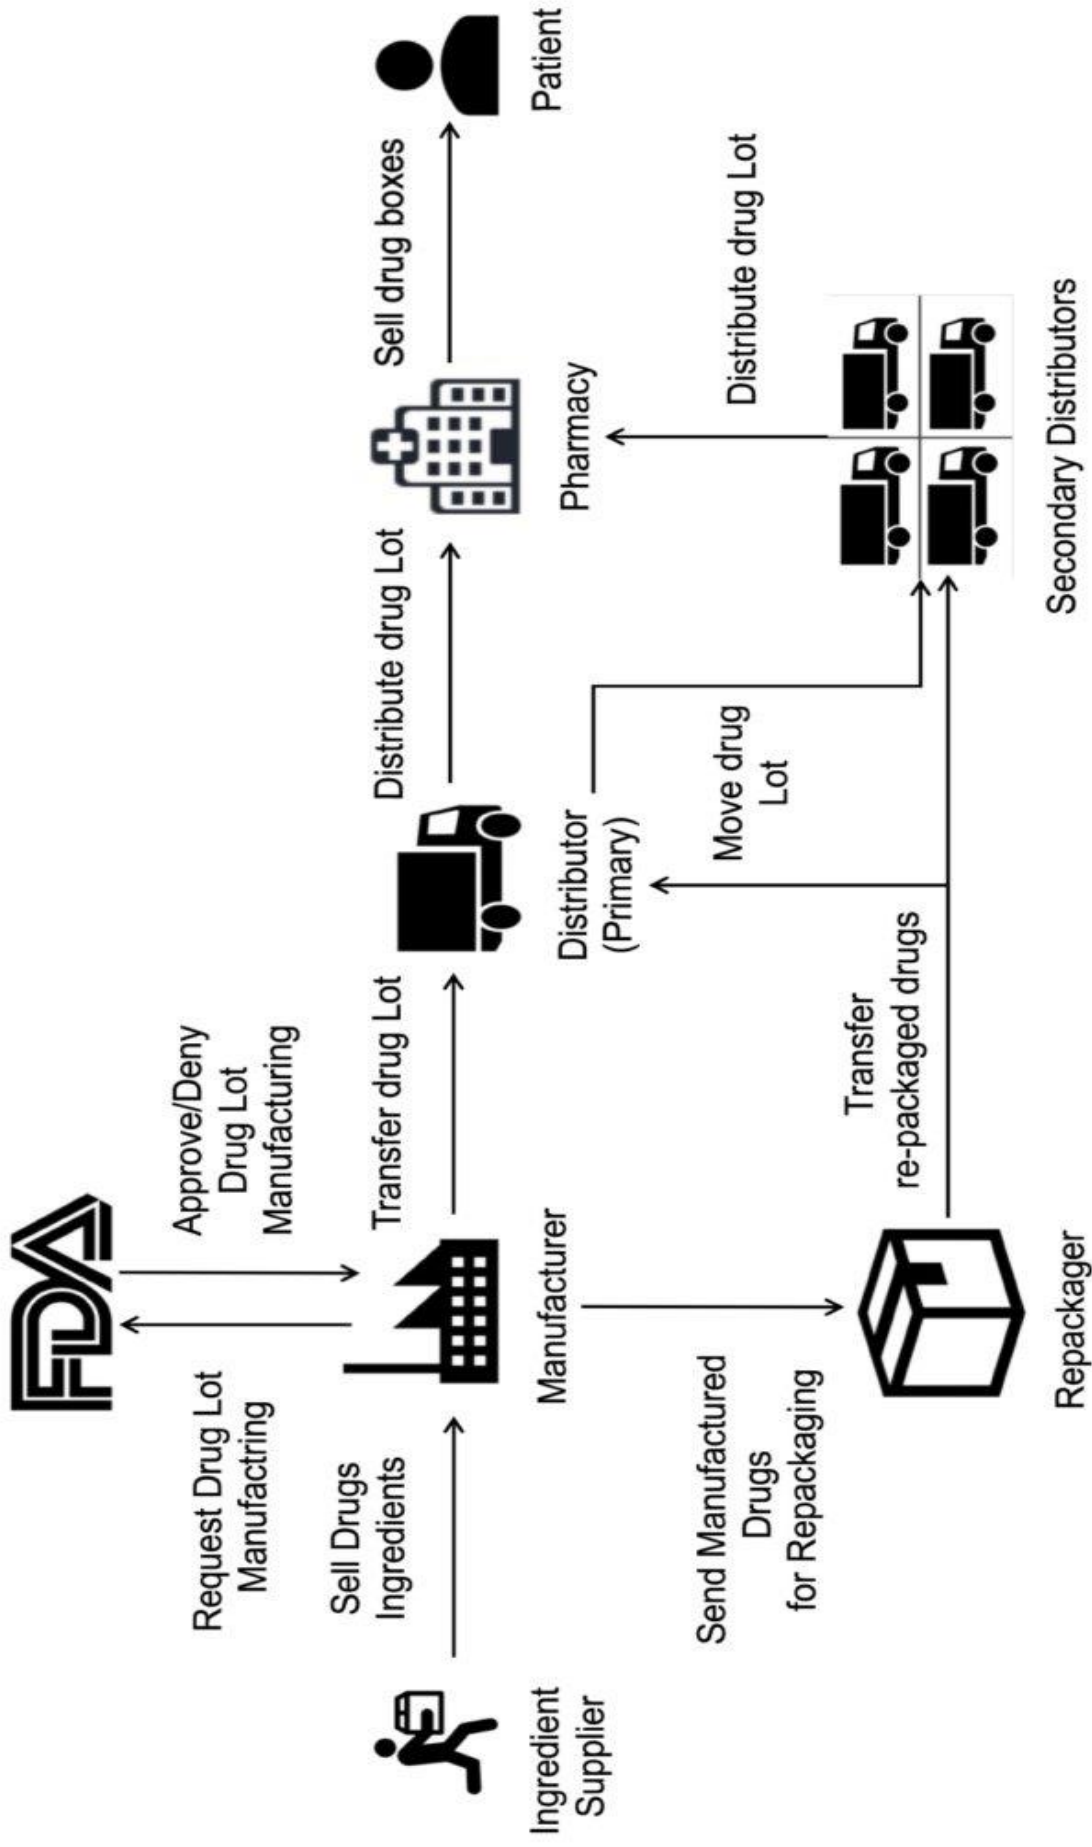 FDA
Request Drug Lot
Manufactring
Approve/Deny
Drug Lot
Manufacturing
Sell Drugs
Ingredients
Transfer drug Lot
Distribute drug Lot
Sell drug boxes
Ingredient
Supplier
Manufacturer
Distributor
(Primary)
Pharmacy
Patient
Send Manufactured
Drugs
for Repackaging
Move drug
Lot
Distribute drug Lot
Transfer
re-packaged drugs
Repackager
Secondary Distributors